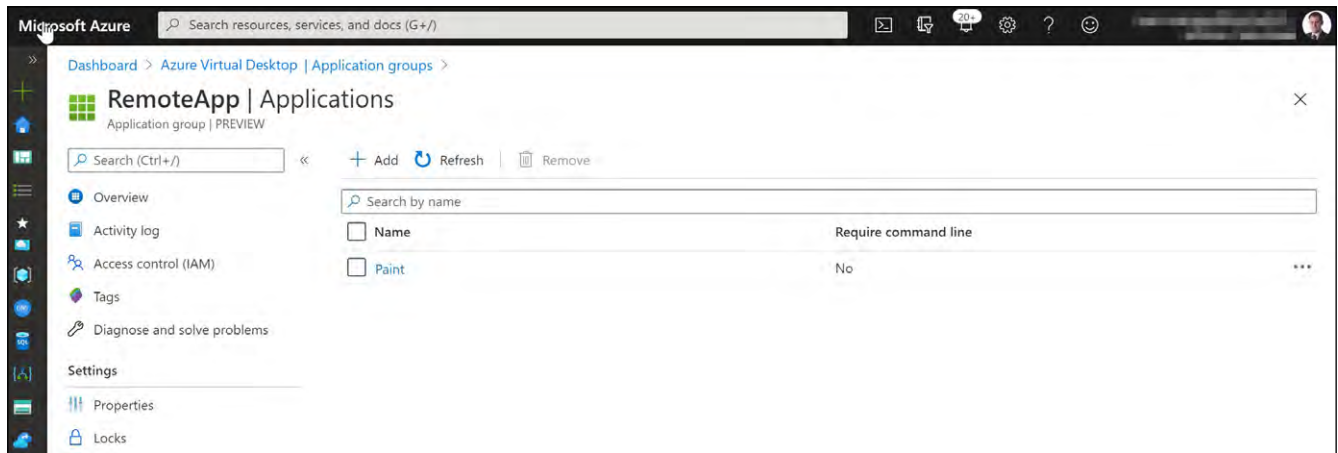 Microsoft Azure
Search resources, services, and docs (G+/)
20+
Dashboard > Azure Virtual Desktop | Application groups >
RemoteApp | Applications
Application group | PREVIEW
Search (Ctrl+/)
«
+ Add
Refresh
Remove
Overview
Search by name
Activity log
Name
Require command line
Access control (IAM)
Paint
No
Tags
Diagnose and solve problems
Settings
Properties
Locks